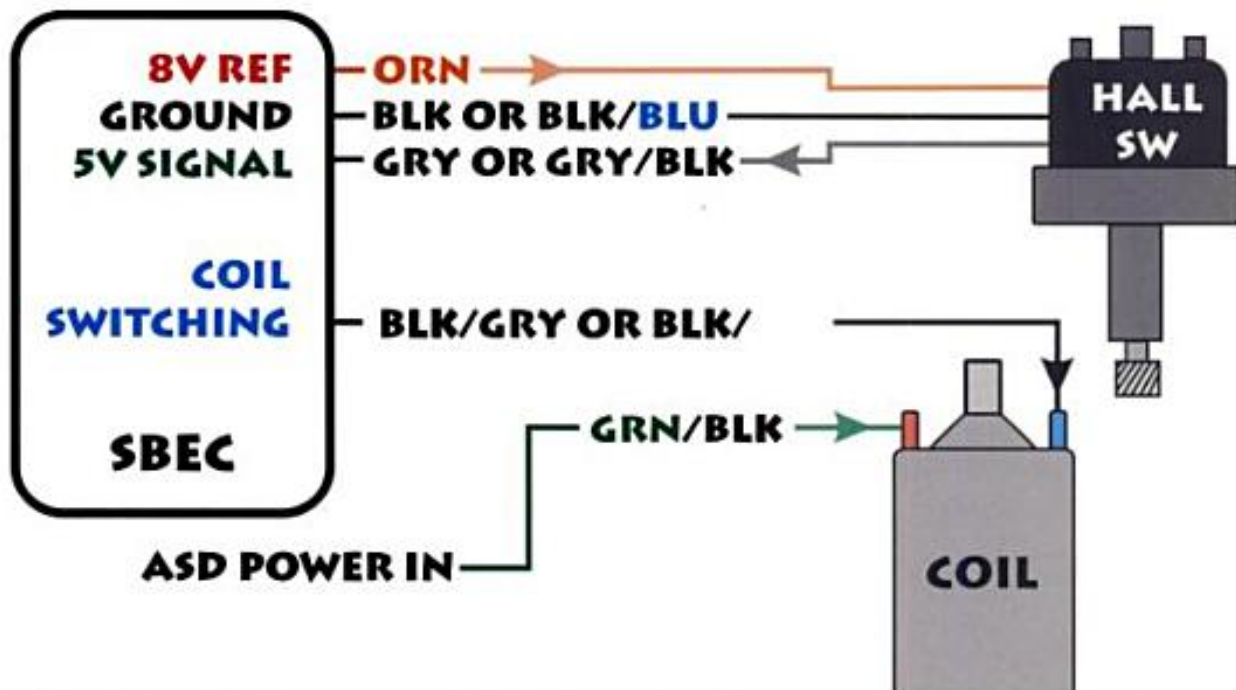 8V REF
ORN
GROUND
BLK OR BLK/BLU
5V SIGNAL
GRY OR GRY/BLK
HALL
SW
COIL
SWITCHING
BLK/GRY OR BLK/
GRN/BLK
SBEC
ASD POWER IN
COIL